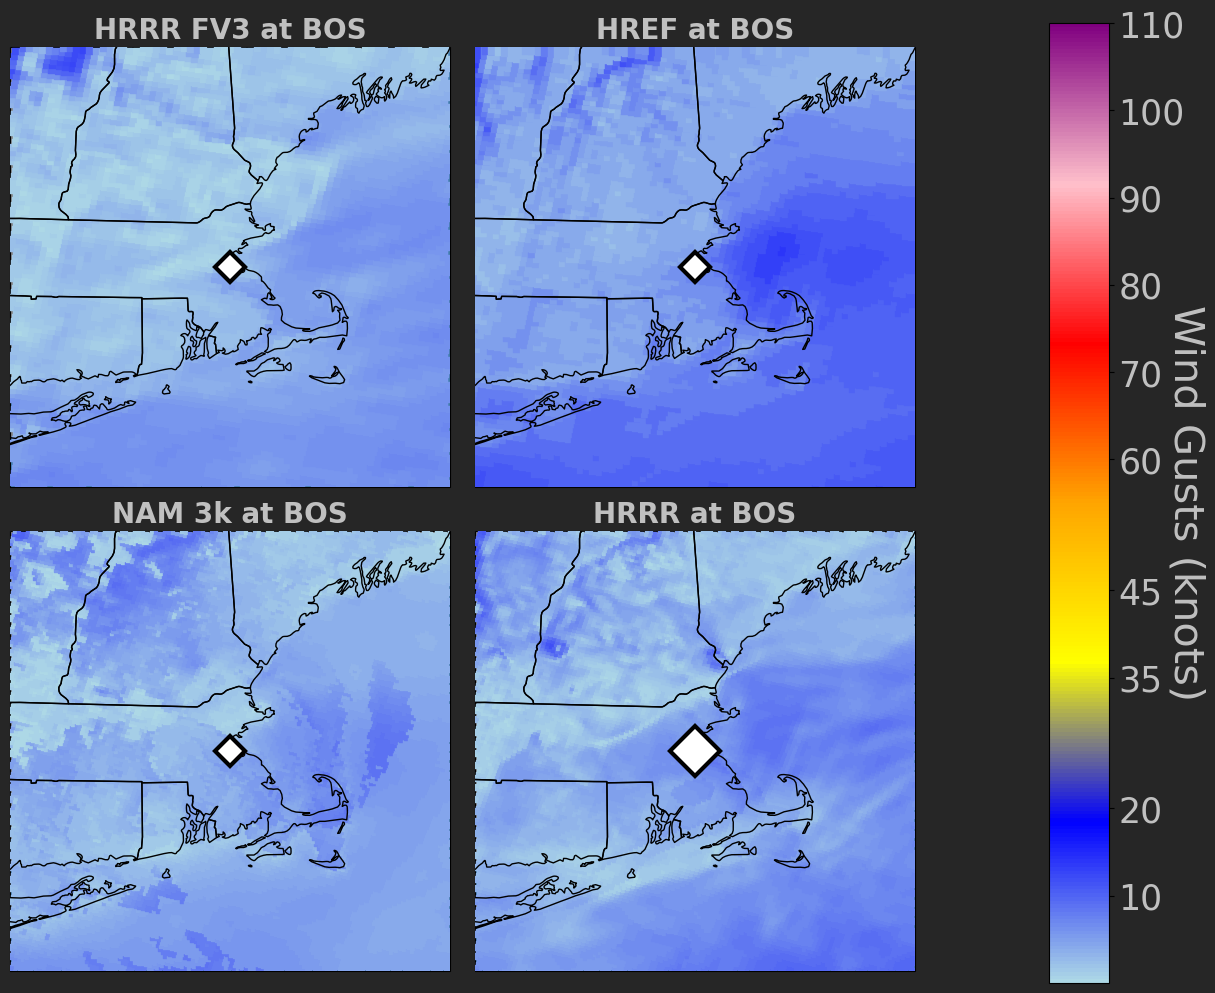 HRRR FV3 at BOS
HREF at BOS
NAM 3k at BOS
HRRR at BOS
110
100
90
80
70
60
45
35
20
10
Wind Gusts (knots)